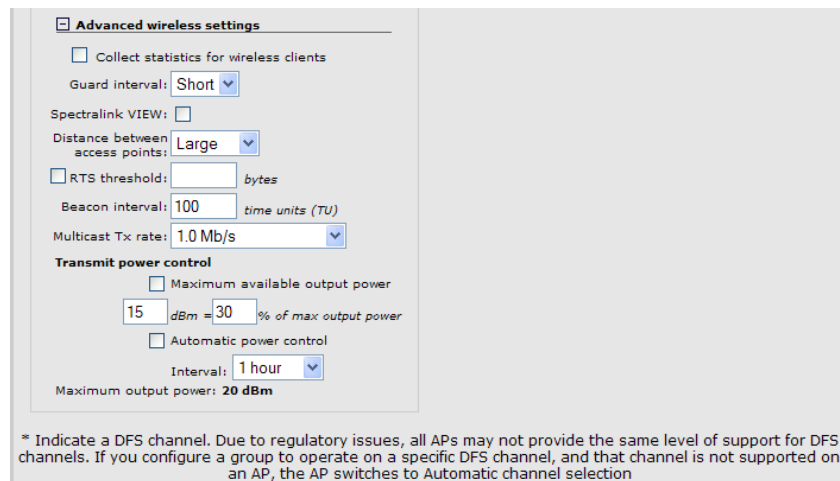 Advanced wireless settings
Collect statistics for wireless clients
Guard interval: Short
Spectralink VIEW:
Distance between
access points: Large
RTS threshold: bytes
Beacon interval: 100 time units (TU)
Multicast Tx rate: 1.0 Mb/s
Transmit power control
Maximum available output power
15 dBm = 30 % of max output power
Automatic power control
Interval: 1 hour
Maximum output power: 20 dBm
* Indicate a DFS channel. Due to regulatory issues, all APs may not provide the same level of support for DFS
channels. If you configure a group to operate on a specific DFS channel, and that channel is not supported on
an AP, the AP switches to Automatic channel selection